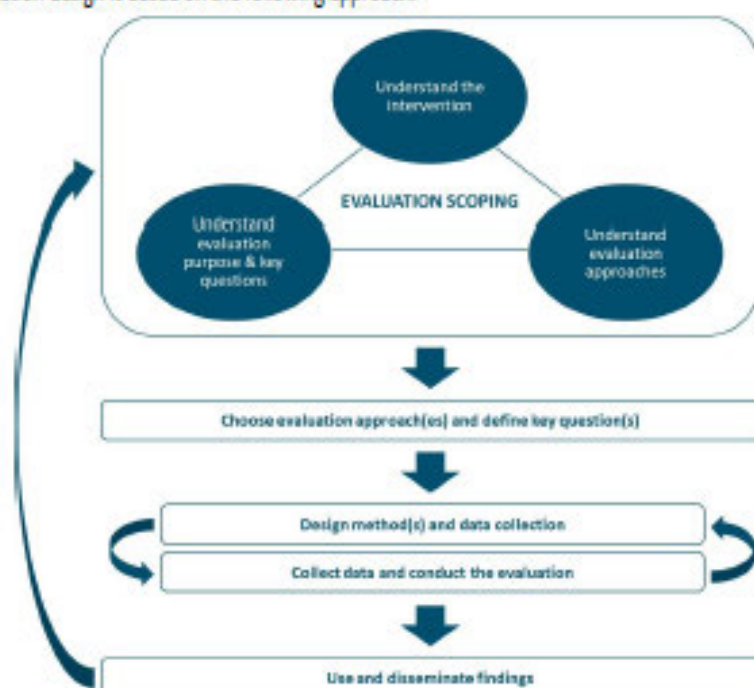 Understand the
intervention
EVALUATION SCOPING
Understand
evaluation
purpose & key
questions
Understand
evaluation
approaches
Choose evaluation approach(es) and define key question(s)
Design method(s) and data collection
Collect data and conduct the evaluation
Use and disseminate findings